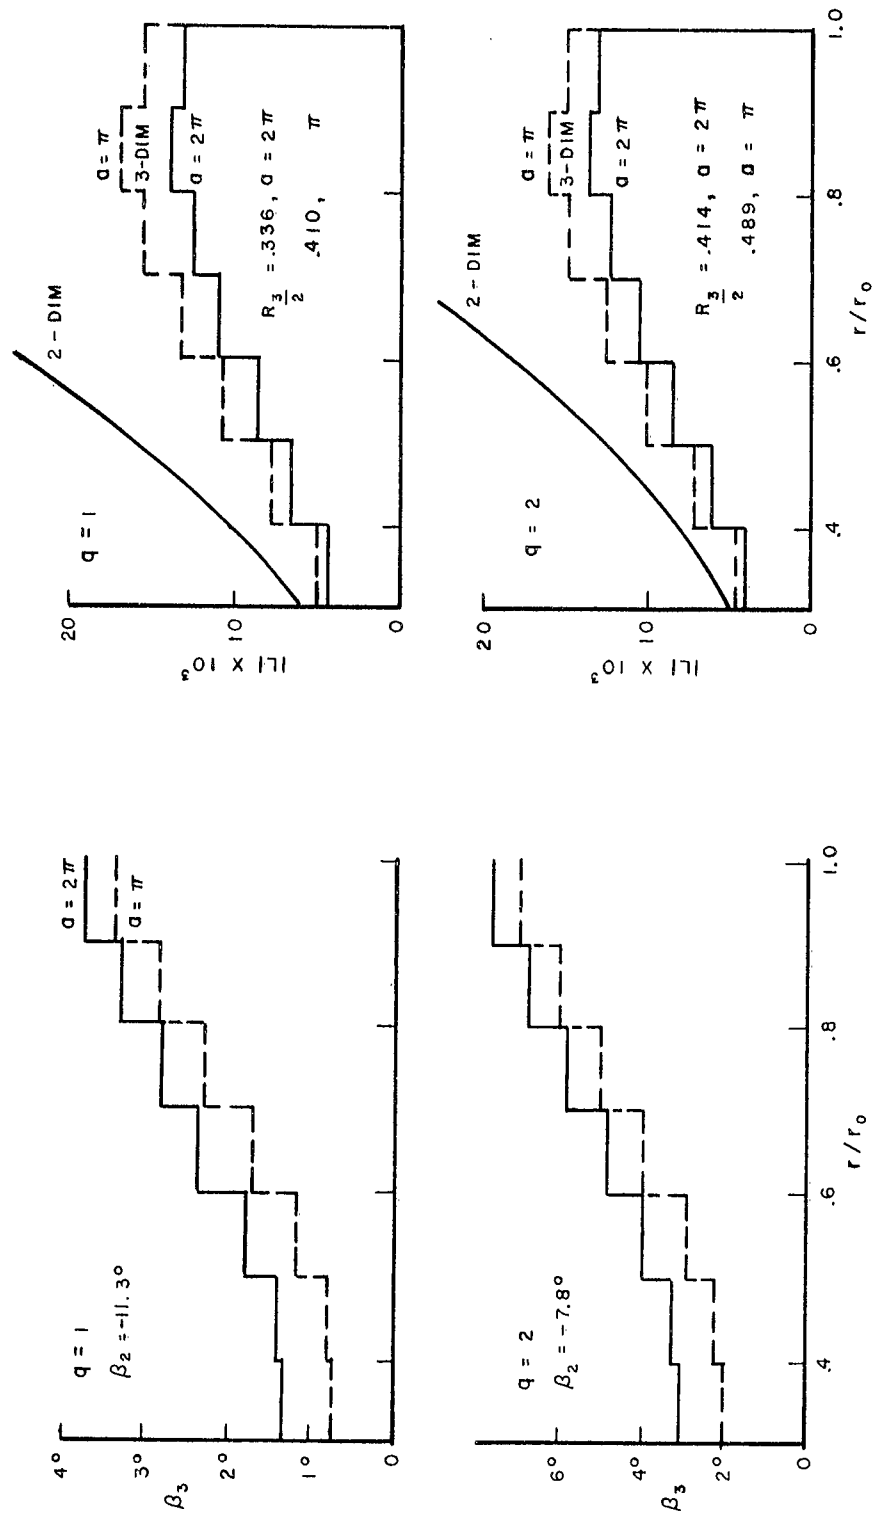 q = 1
β₂ = -11.3°
a = 2π
a = π
β₃
4°
3°
2°
1°
0
q = 2
β₂ = -7.8°
β₃
6°
4°
2°
0
.4
.6
.8
1.0
r/r₀
q = 1
2-DIM
a = π
3-DIM
a = 2π
R 3/2 = .336, a = 2π
.410, π
|L| X 10³
20
10
0
q = 2
2-DIM
a = π
3-DIM
a = 2π
R 3/2 = .414, a = 2π
.489, a = π
|L| X 10³
20
10
0
.4
.6
.8
1.0
r/r₀